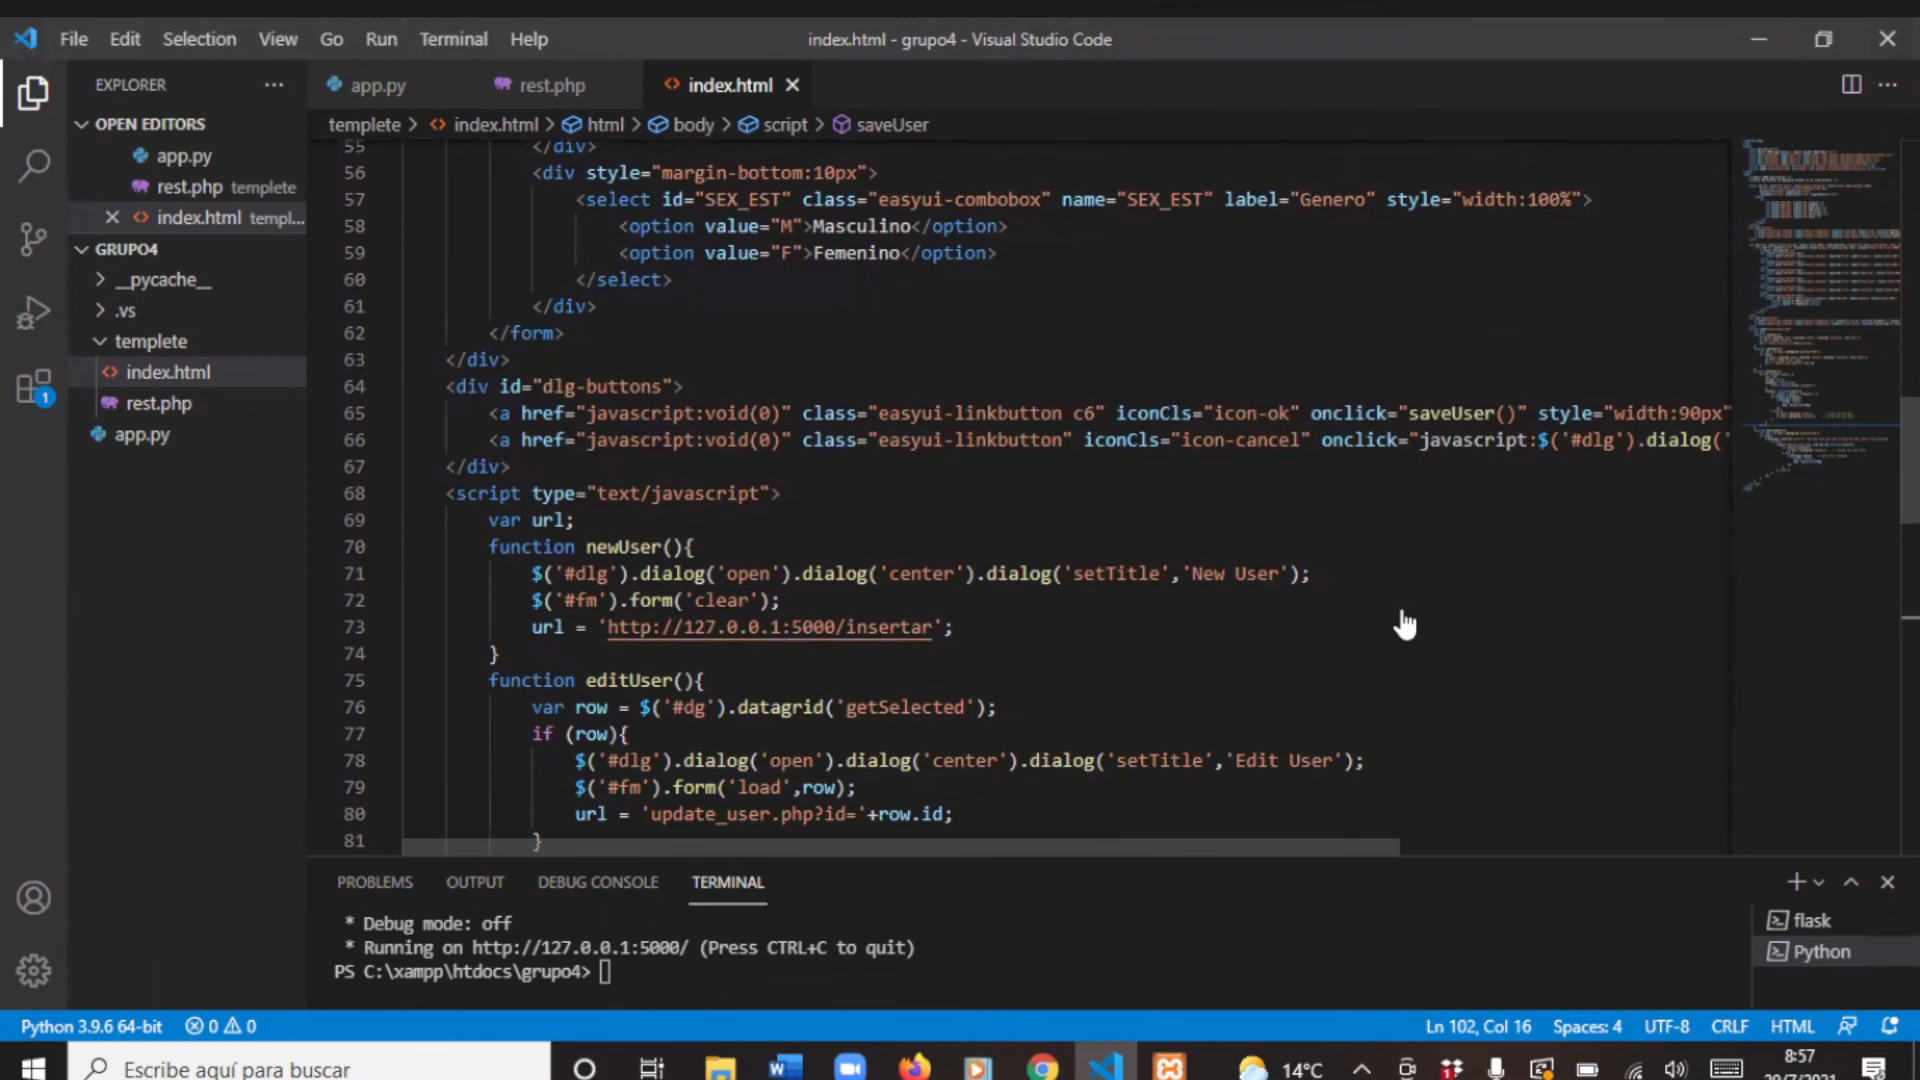 File Edit Selection View Go Run Terminal Help
index.html - grupo4 - Visual Studio Code
EXPLORER
app.py
rest.php
index.html
OPEN EDITORS
app.py
rest.php templete
index.html templ...
GRUPO4
__pycache__
.vs
templete
index.html
rest.php
app.py
templete > index.html > html > body > script > saveUser
55 </div>
56 <div style="margin-bottom:10px">
57 <select id="SEX_EST" class="easyui-combobox" name="SEX_EST" label="Genero" style="width:100%">
58 <option value="M">Masculino</option>
59 <option value="F">Femenino</option>
60 </select>
61 </div>
62 </form>
63 </div>
64 <div id="dlg-buttons">
65 <a href="javascript:void(0)" class="easyui-linkbutton c6" iconCls="icon-ok" onclick="saveUser()" style="width:90px"
66 <a href="javascript:void(0)" class="easyui-linkbutton" iconCls="icon-cancel" onclick="javascript:$('#dlg').dialog('
67 </div>
68 <script type="text/javascript">
69 var url;
70 function newUser(){
71 $('#dlg').dialog('open').dialog('center').dialog('setTitle','New User');
72 $('#fm').form('clear');
73 url = 'http://127.0.0.1:5000/insertar';
74 }
75 function editUser(){
76 var row = $('#dg').datagrid('getSelected');
77 if (row){
78 $('#dlg').dialog('open').dialog('center').dialog('setTitle','Edit User');
79 $('#fm').form('load',row);
80 url = 'update_user.php?id='+row.id;
81 }
PROBLEMS OUTPUT DEBUG CONSOLE TERMINAL
* Debug mode: off
* Running on http://127.0.0.1:5000/ (Press CTRL+C to quit)
PS C:\xampp\htdocs\grupo4>
flask
Python
1
Python 3.9.6 64-bit 0 0
Ln 102, Col 16 Spaces: 4 UTF-8 CRLF HTML
Escribe aquí para buscar
14°C
8:57